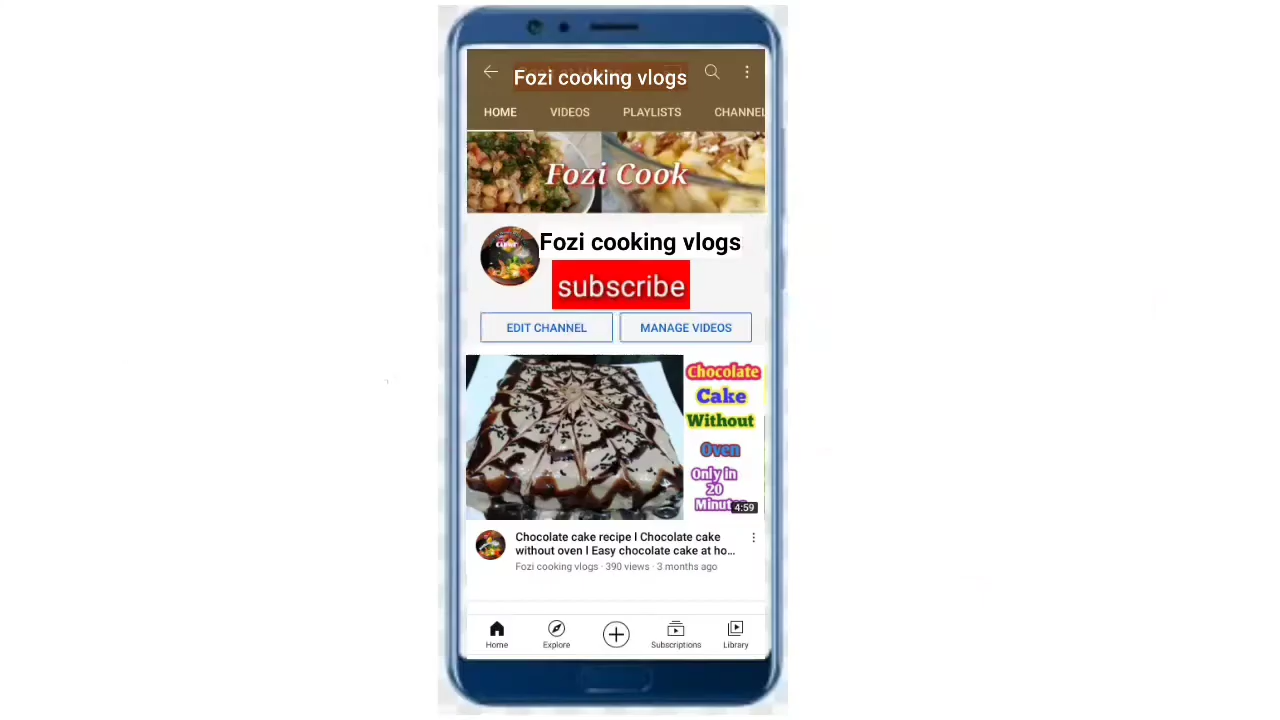 Fozi cooking vlogs
HOME VIDEOS PLAYLISTS CHANNEL
Fozi Cook
Fozi cooking vlogs
subscribe
EDIT CHANNEL MANAGE VIDEOS
Chocolate
Cake
Without
Oven
Only in
20
Minut
4:59
Chocolate cake recipe l Chocolate cake
without oven l Easy chocolate cake at ho...
Fozi cooking vlogs · 390 views · 3 months ago
Home Explore Subscriptions Library